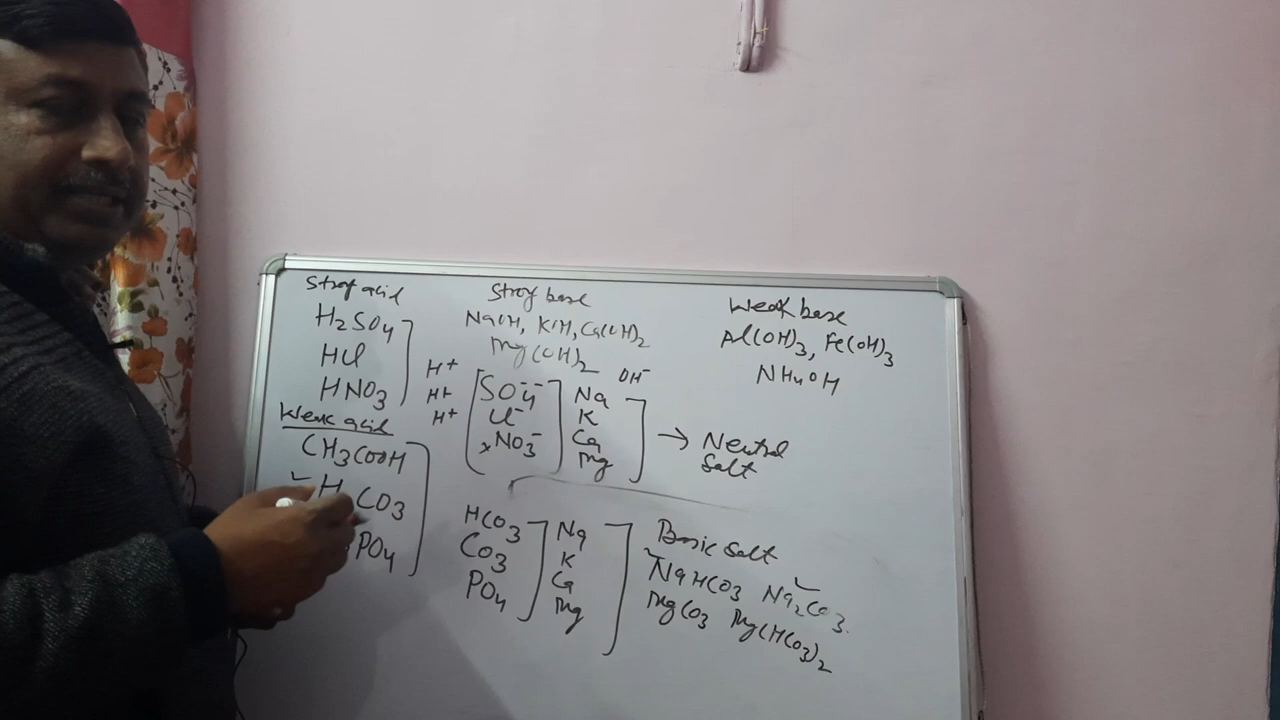 Strong acid
H2SO4
HCl
HNO3
Weak acid
CH3COOH
H CO3
PO4
Strong base
NaOH, KOH, Ca(OH)2
Mg(OH)2
H+
H+
H+
SO4--
Cl-
NO3-
OH-
Na
K
Ca
Mg
→ Neutral
Salt
Weak base
Al(OH)3, Fe(OH)3
NH4OH
HCO3
CO3
PO4
Na
K
Ca
Mg
Basic Salt
NaHCO3 Na2CO3.
MgCO3 Mg(HCO3)2